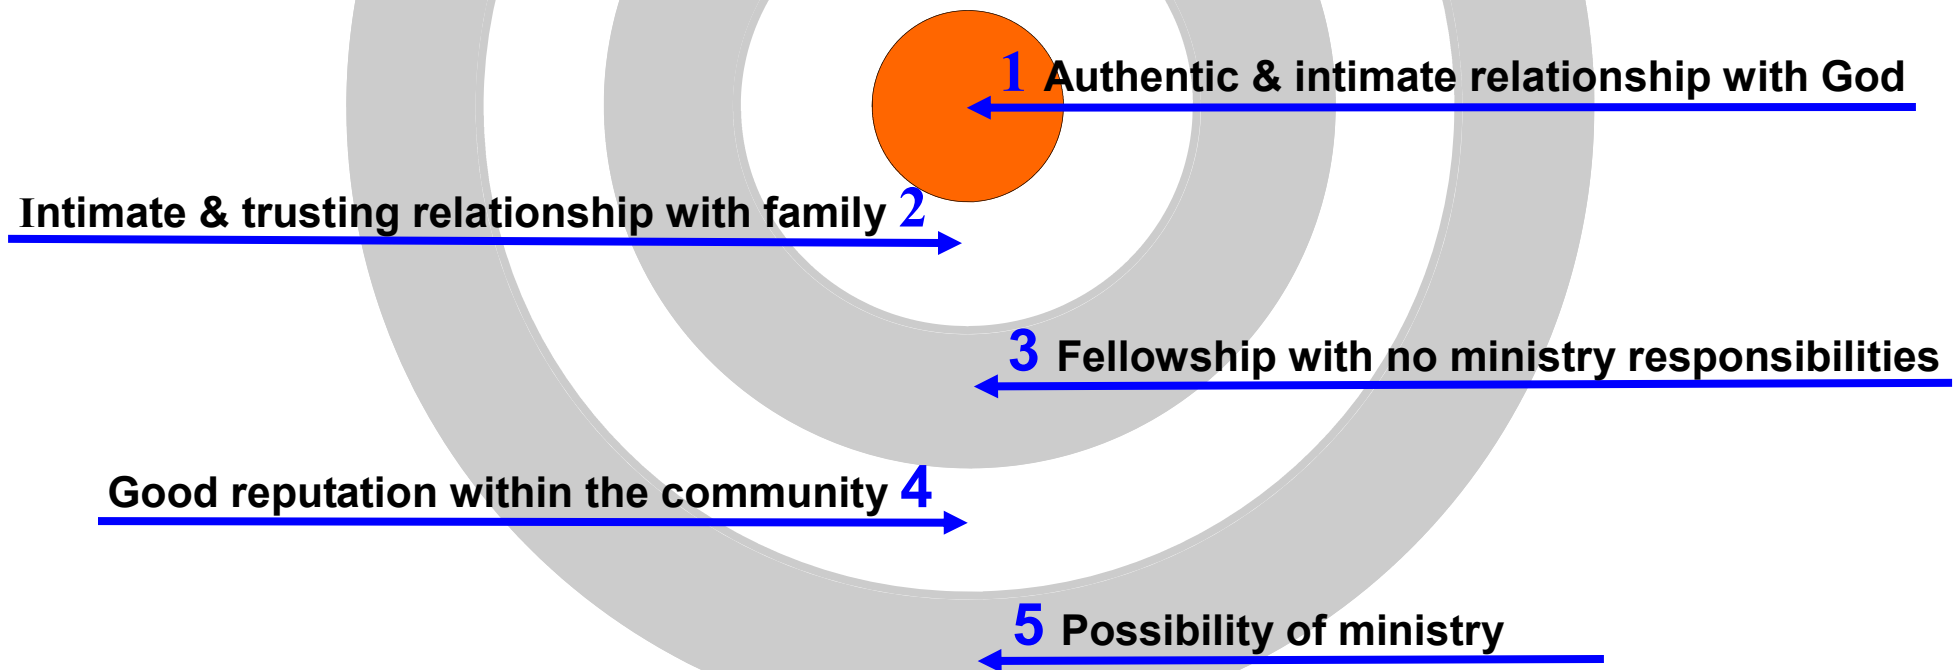 1 Authentic & intimate relationship with God
Intimate & trusting relationship with family 2
3 Fellowship with no ministry responsibilities
Good reputation within the community 4
5 Possibility of ministry